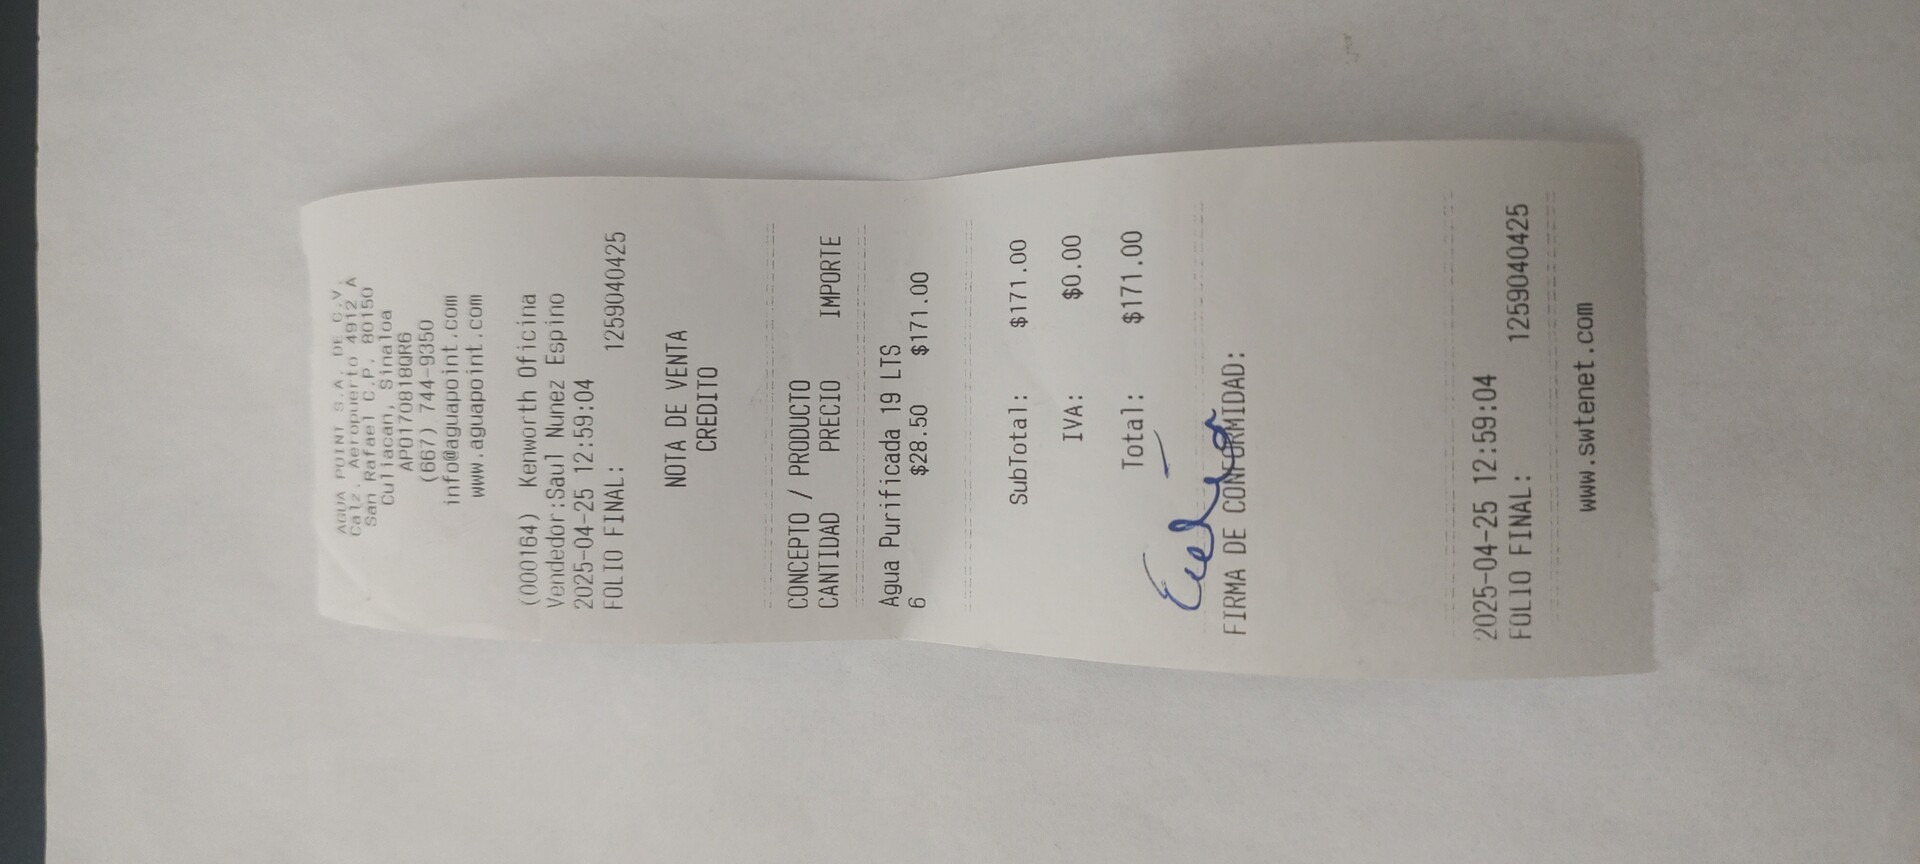 AGUA POINT S.A. DE C.V.
Calz. Aeropuerto 4912 A
San Rafael C.P. 80150
Culiacan, Sinaloa
APO170818QR6
(667) 744-9350
info@aguapoint.com
www.aguapoint.com
(000164) Kenworth Oficina
Vendedor:Saul Nunez Espino
2025-04-25 12:59:04
FOLIO FINAL: 1259040425
NOTA DE VENTA
CREDITO
CONCEPTO / PRODUCTO
CANTIDAD PRECIO IMPORTE
Agua Purificada 19 LTS
6 $28.50 $171.00
SubTotal: $171.00
IVA: $0.00
Total: $171.00
FIRMA DE CONFORMIDAD:
2025-04-25 12:59:04
FOLIO FINAL: 1259040425
www.swtenet.com